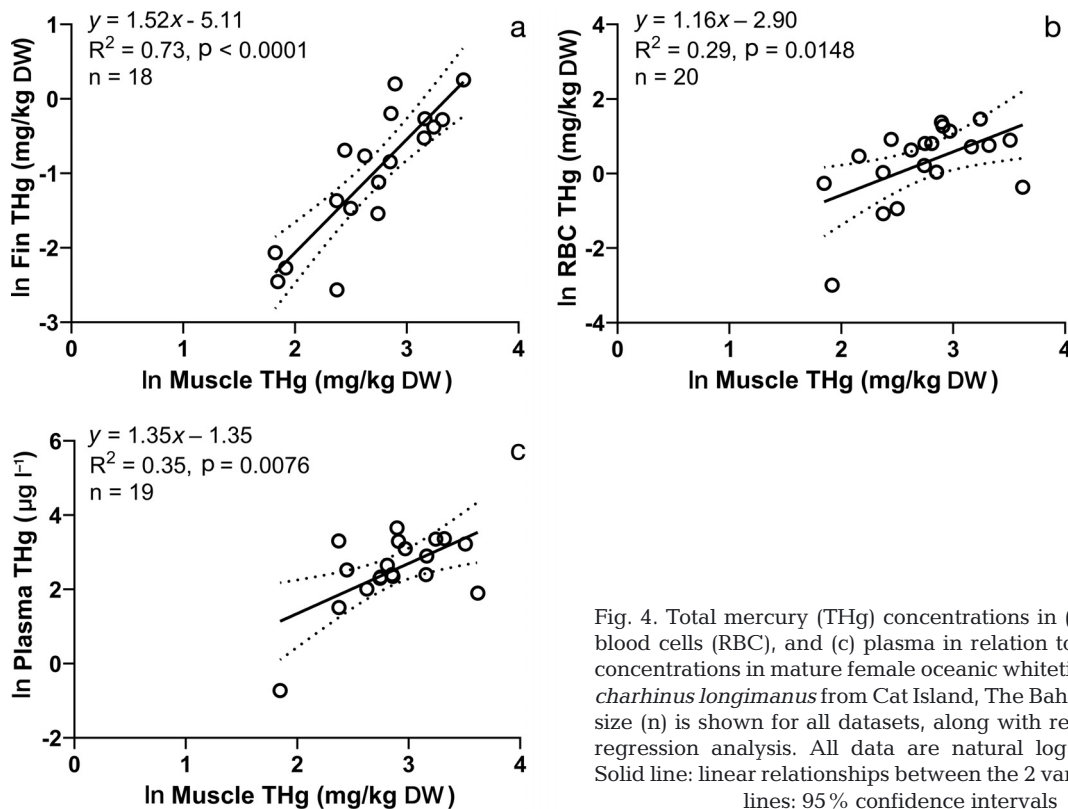 y = 1.52x - 5.11
R² = 0.73, p < 0.0001
n = 18
a
1
0
-1
-2
-3
ln Fin THg (mg/kg DW)
0 1 2 3 4
ln Muscle THg (mg/kg DW)
y = 1.16x – 2.90
R² = 0.29, p = 0.0148
n = 20
b
4
2
0
-2
-4
ln RBC THg (mg/kg DW)
0 1 2 3 4
ln Muscle THg (mg/kg DW)
y = 1.35x – 1.35
R² = 0.35, p = 0.0076
n = 19
c
6
4
2
0
-2
ln Plasma THg (µg l⁻¹)
0 1 2 3 4
ln Muscle THg (mg/kg DW)
Fig. 4. Total mercury (THg) concentrations in (
blood cells (RBC), and (c) plasma in relation to
concentrations in mature female oceanic whiteti
charhinus longimanus from Cat Island, The Bah
size (n) is shown for all datasets, along with re
regression analysis. All data are natural log
Solid line: linear relationships between the 2 var
lines: 95% confidence intervals